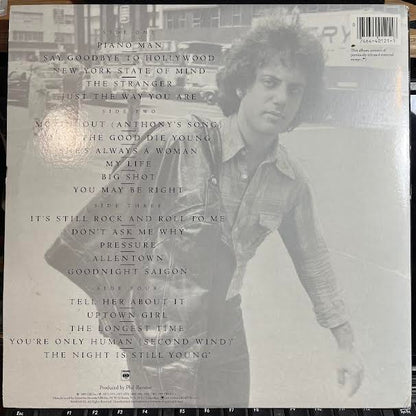 SIDE ONE
PIANO MAN
SAY GOODBYE TO HOLLYWOOD
NEW YORK STATE OF MIND
THE STRANGER
JUST THE WAY YOU ARE
SIDE TWO
OUT (ANTHONY'S SONG)
THE GOOD DIE YOUNG
ALWAYS A WOMAN
MY LIFE
BIG SHOT
YOU MAY BE RIGHT
SIDE THREE
IT'S STILL ROCK AND ROLL TO ME
DON'T ASK ME WHY
PRESSURE
ALLENTOWN
GOODNIGHT SAIGON
SIDE FOUR
TELL HER ABOUT IT
UPTOWN GIRL
THE LONGEST TIME
YOU'RE ONLY HUMAN (SECOND WIND)*
THE NIGHT IS STILL YOUNG*
Produced by Phil Ramone